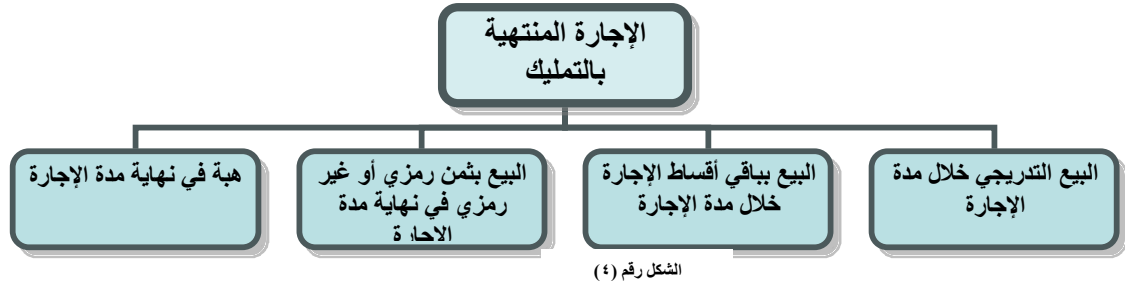 الإجارة المنتهية
بالتمليك
البيع التدريجي خلال مدة
الإجارة
البيع بباقي أقساط الإجارة
خلال مدة الإجارة
البيع بثمن رمزي أو غير
رمزي في نهاية مدة
الإجارة
هبة في نهاية مدة الإجارة
الشكل رقم (٤)